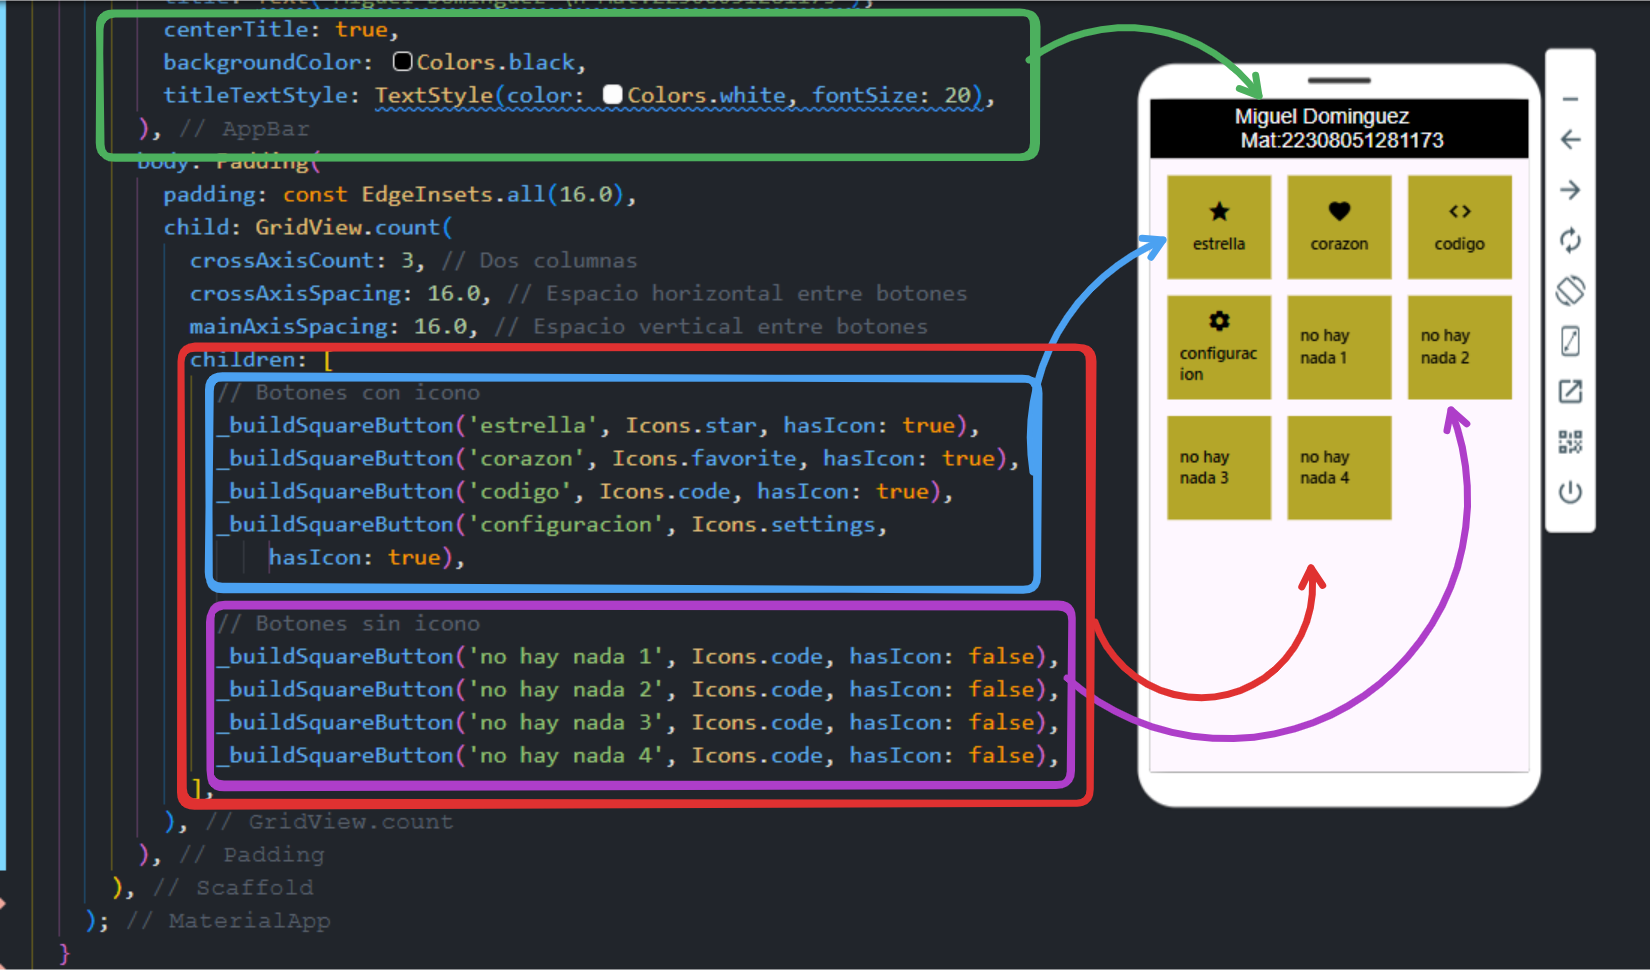 centerTitle: true,
backgroundColor: Colors.black,
titleTextStyle: TextStyle(color: Colors.white, fontSize: 20),
), // AppBar
body: Padding(
padding: const EdgeInsets.all(16.0),
child: GridView.count(
crossAxisCount: 3, // Dos columnas
crossAxisSpacing: 16.0, // Espacio horizontal entre botones
mainAxisSpacing: 16.0, // Espacio vertical entre botones
children: [
// Botones con icono
_buildSquareButton('estrella', Icons.star, hasIcon: true),
_buildSquareButton('corazon', Icons.favorite, hasIcon: true),
_buildSquareButton('codigo', Icons.code, hasIcon: true),
_buildSquareButton('configuracion', Icons.settings,
hasIcon: true),
// Botones sin icono
_buildSquareButton('no hay nada 1', Icons.code, hasIcon: false),
_buildSquareButton('no hay nada 2', Icons.code, hasIcon: false),
_buildSquareButton('no hay nada 3', Icons.code, hasIcon: false),
_buildSquareButton('no hay nada 4', Icons.code, hasIcon: false),
],
), // GridView.count
), // Padding
), // Scaffold
); // MaterialApp
}
Miguel Dominguez
Mat:22308051281173
estrella
corazon
codigo
configurac
ion
no hay
nada 1
no hay
nada 2
no hay
nada 3
no hay
nada 4